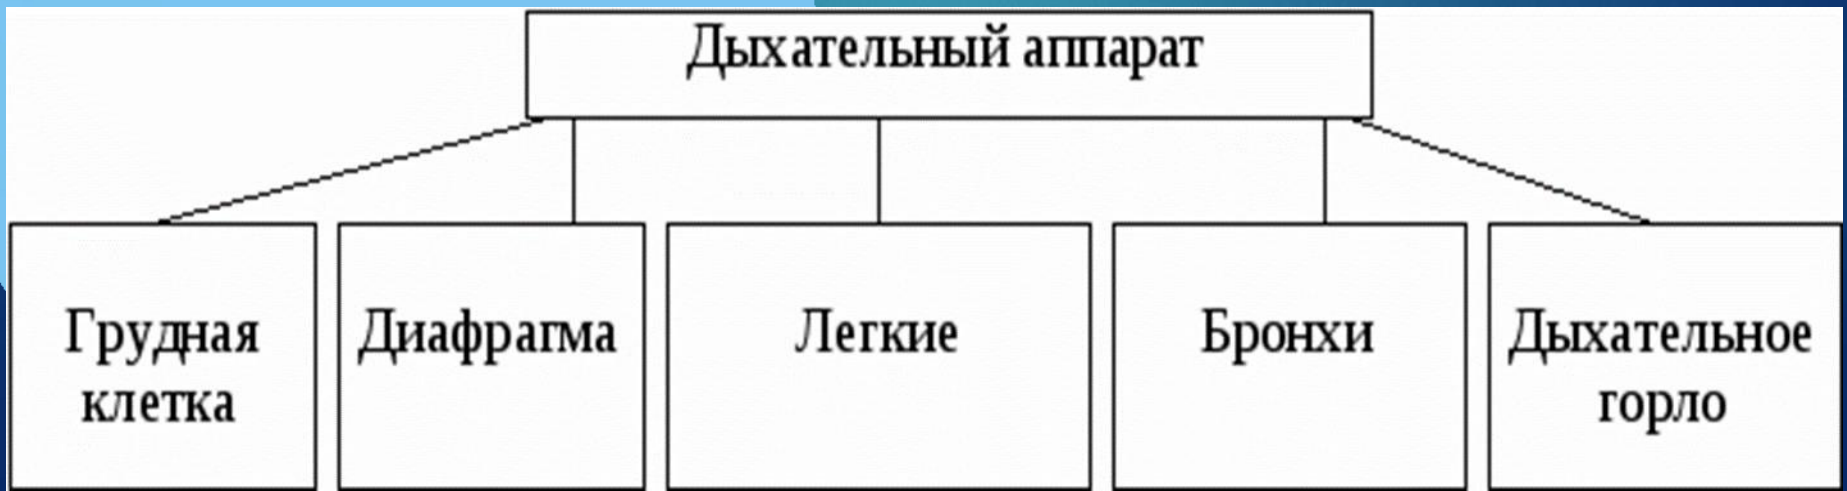 Дыхательный аппарат
Грудная
клетка
Диафрагма
Легкие
Бронхи
Дыхательное
горло